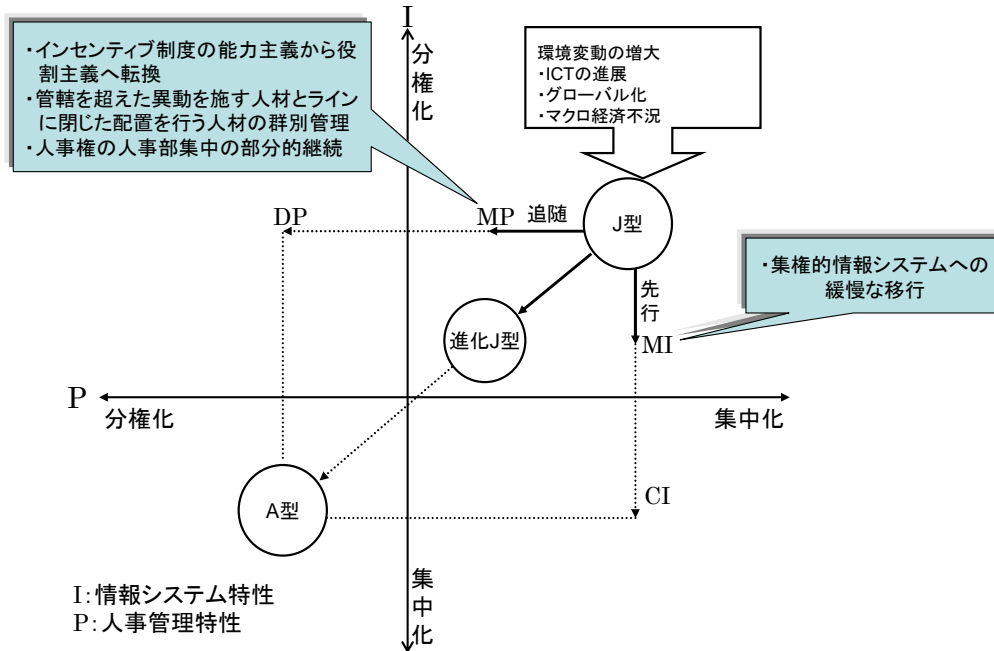 I
分権化
・インセンティブ制度の能力主義から役
割主義へ転換
・管轄を超えた異動を施す人材とライン
に閉じた配置を行う人材の群別管理
・人事権の人事部集中の部分的継続
環境変動の増大
・ICTの進展
・グローバル化
・マクロ経済不況
DP
MP
追随
J型
・集権的情報システムへの
緩慢な移行
先行
進化J型
MI
P
分権化
集中化
CI
A型
集中化
I:情報システム特性
P:人事管理特性